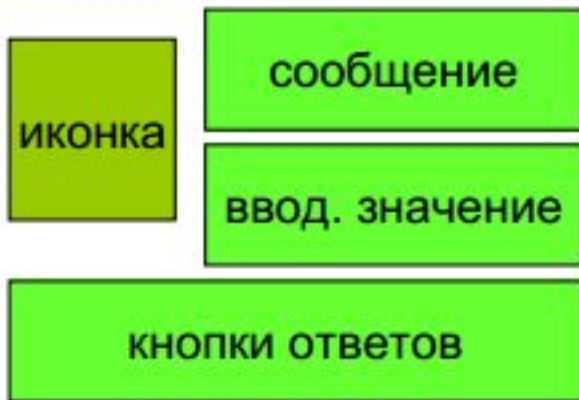 сообщение
иконка
ввод. значение
кнопки ответов